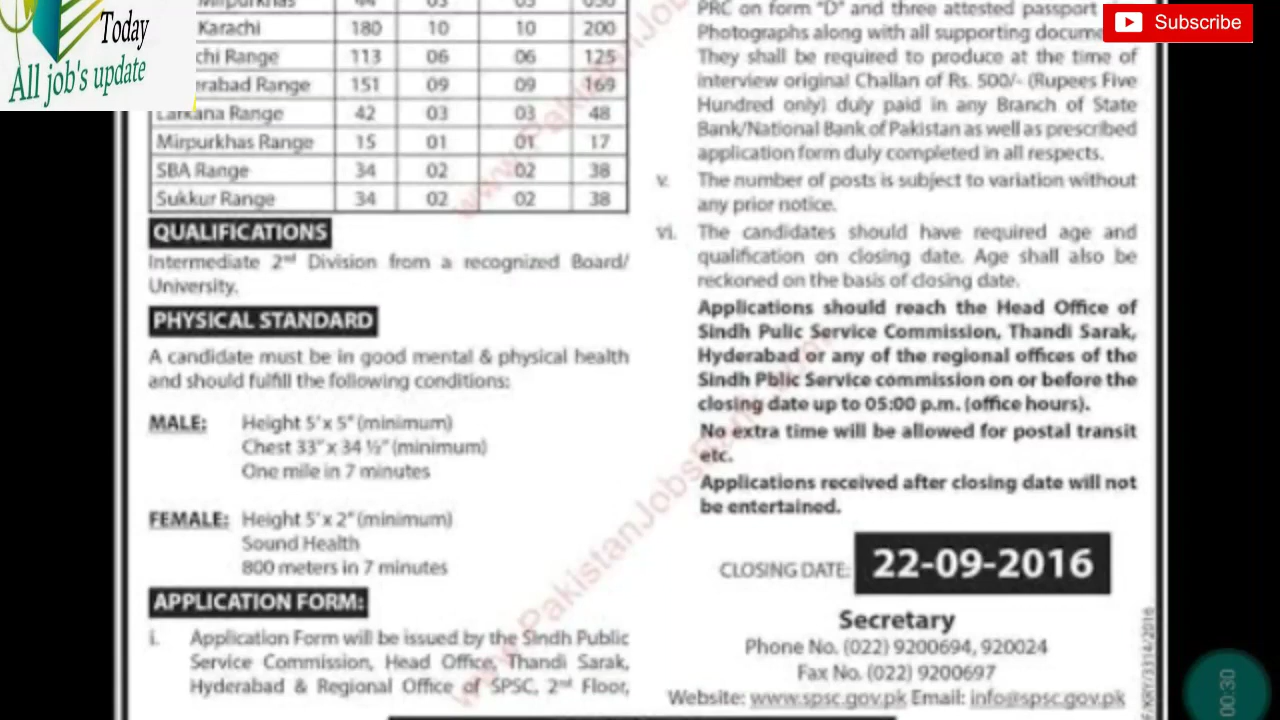 Today
All job's update
Subscribe
Karachi 180 10 10 200
chi Range 113 06 06 125
erabad Range 151 09 09 169
Larkana Range 42 03 03 48
Mirpurkhas Range 15 01 01 17
SBA Range 34 02 02 38
Sukkur Range 34 02 02 38
QUALIFICATIONS
Intermediate 2nd Division from a recognized Board/
University.
PHYSICAL STANDARD
A candidate must be in good mental & physical health
and should fulfill the following conditions:
MALE: Height 5'x 5" (minimum)
Chest 33" x 34 ½" (minimum)
One mile in 7 minutes
FEMALE: Height 5'x 2" (minimum)
Sound Health
800 meters in 7 minutes
APPLICATION FORM:
i. Application Form will be issued by the Sindh Public
Service Commission, Head Office, Thandi Sarak,
Hyderabad & Regional Office of SPSC, 2nd Floor,
PRC on form "D" and three attested passport
Photographs along with all supporting docume
They shall be required to produce at the time of
interview original Challan of Rs. 500/- (Rupees Five
Hundred only) duly paid in any Branch of State
Bank/National Bank of Pakistan as well as prescribed
application form duly completed in all respects.
v. The number of posts is subject to variation without
any prior notice.
vi. The candidates should have required age and
qualification on closing date. Age shall also be
reckoned on the basis of closing date.
Applications should reach the Head Office of
Sindh Pulic Service Commission, Thandi Sarak,
Hyderabad or any of the regional offices of the
Sindh Pblic Service commission on or before the
closing date up to 05:00 p.m. (office hours).
No extra time will be allowed for postal transit
etc.
Applications received after closing date will not
be entertained.
CLOSING DATE: 22-09-2016
Secretary
Phone No. (022) 9200694, 920024
Fax No. (022) 9200697
Website: www.spsc.gov.pk Email: info@spsc.gov.pk
F/KRY/3314/2016
00:30